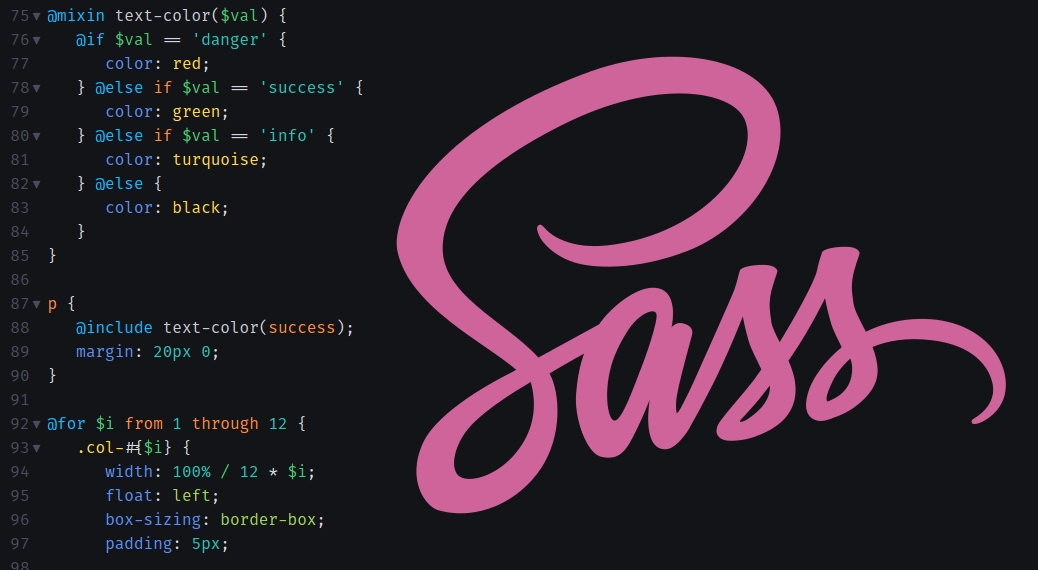 75 @mixin text-color($val) {
76 @if $val == 'danger' {
77 color: red;
78 } @else if $val == 'success' {
79 color: green;
80 } @else if $val == 'info' {
81 color: turquoise;
82 } @else {
83 color: black;
84 }
85 }
86
87 p {
88 @include text-color(success);
89 margin: 20px 0;
90 }
91
92 @for $i from 1 through 12 {
93 .col-#{$i} {
94 width: 100% / 12 * $i;
95 float: left;
96 box-sizing: border-box;
97 padding: 5px;
98
Sass